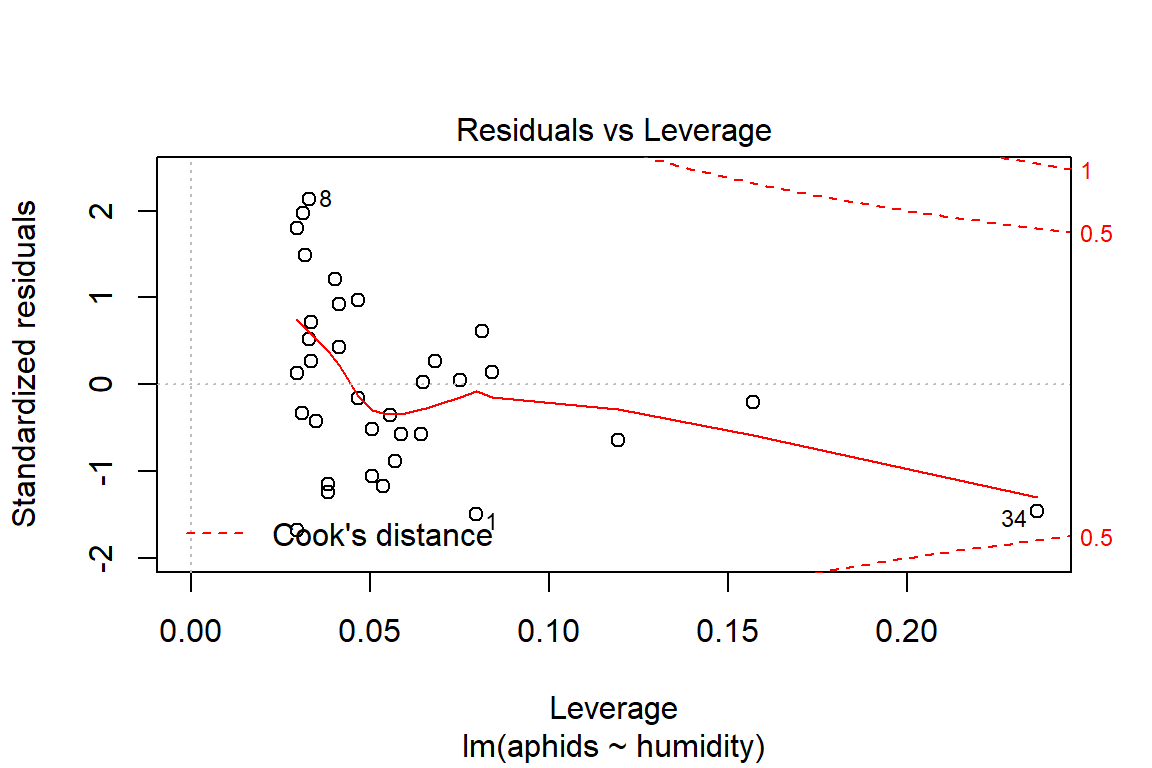 Residuals vs Leverage
Standardized residuals
2
1
0
-1
-2
8
1
34
1
0.5
0.5
Cook's distance
0.00 0.05 0.10 0.15 0.20
Leverage
lm(aphids ~ humidity)